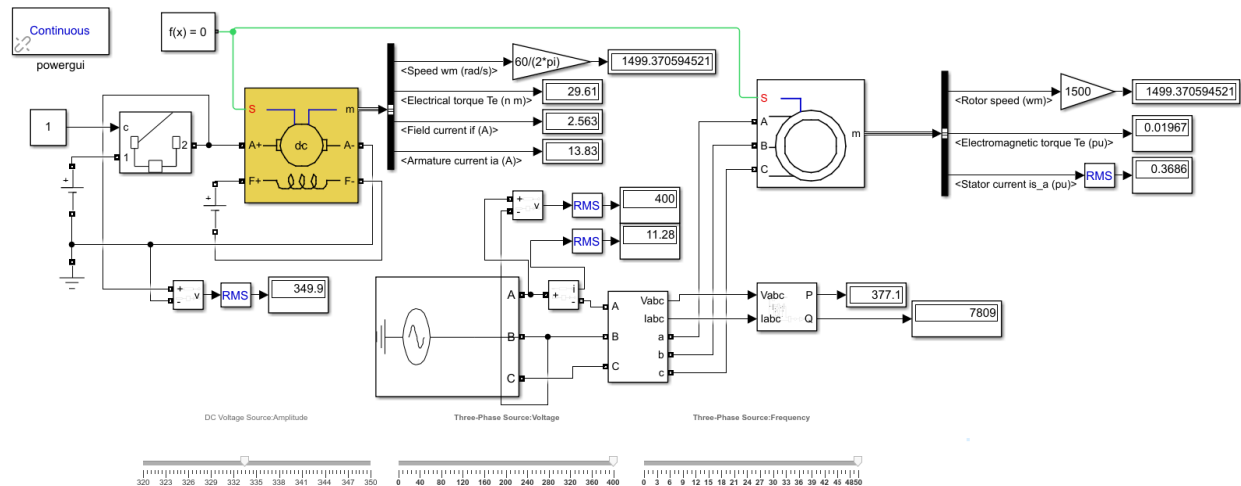 Continuous
powergui
f(x) = 0
1
c
1
2
S
m
A+
dc
A-
F+
F-
<Speed wm (rad/s)>
60/(2*pi)
1499.370594521
<Electrical torque Te (n m)>
29.61
<Field current if (A)>
2.563
<Armature current ia (A)>
13.83
S
A
B
C
m
<Rotor speed (wm)>
1500
1499.370594521
<Electromagnetic torque Te (pu)>
0.01967
<Stator current is_a (pu)>
RMS
0.3686
+
-
v
RMS
400
RMS
11.28
+
-
v
RMS
349.9
A
B
C
+
i
-
A
B
C
Vabc
Iabc
a
b
c
Vabc
Iabc
P
Q
377.1
7809
DC Voltage Source:Amplitude
Three-Phase Source:Voltage
Three-Phase Source:Frequency
320 323 326 329 332 335 338 341 344 347 350
0 40 80 120 160 200 240 280 320 360 400
0 3 6 9 12 15 18 21 24 27 30 33 36 39 42 45 4850